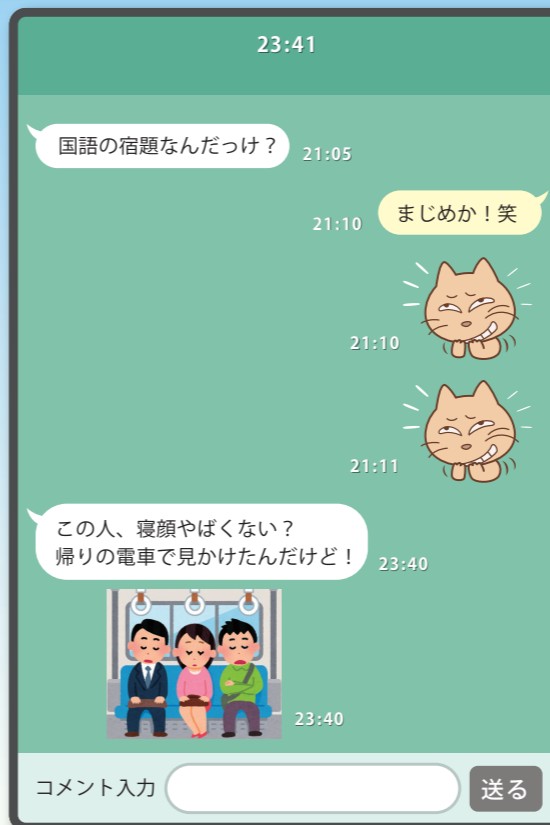 23:41
国語の宿題なんだっけ？
21:05
まじめか！笑
21:10
21:10
21:11
この人、寝顔やばくない？
帰りの電車で見かけたんだけど！
23:40
23:40
コメント入力
送る